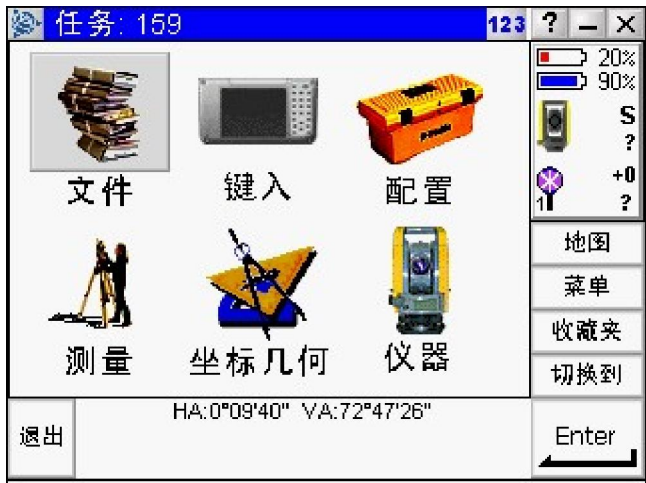 任务: 159 123 ? – ×
20%
90%
S
?
+0
1 ?
文件 键入 配置
测量 坐标几何 仪器
地图
菜单
收藏夹
切换到
HA:0°09'40" VA:72°47'26"
退出
Enter